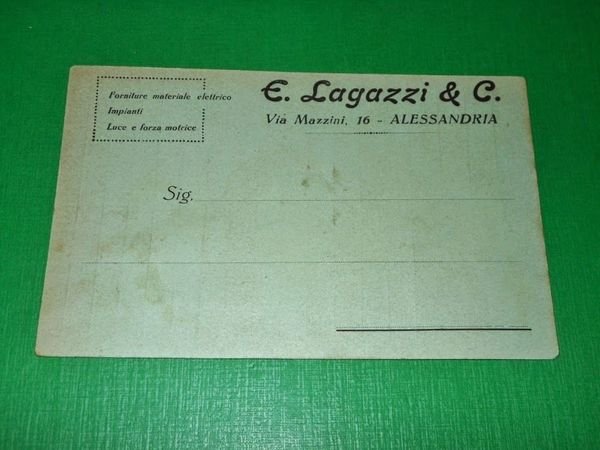 Forniture materiale elettrico
Impianti
Luce e forza motrice
E. Lagazzi & C.
Via Mazzini, 16 - ALESSANDRIA
Sig.